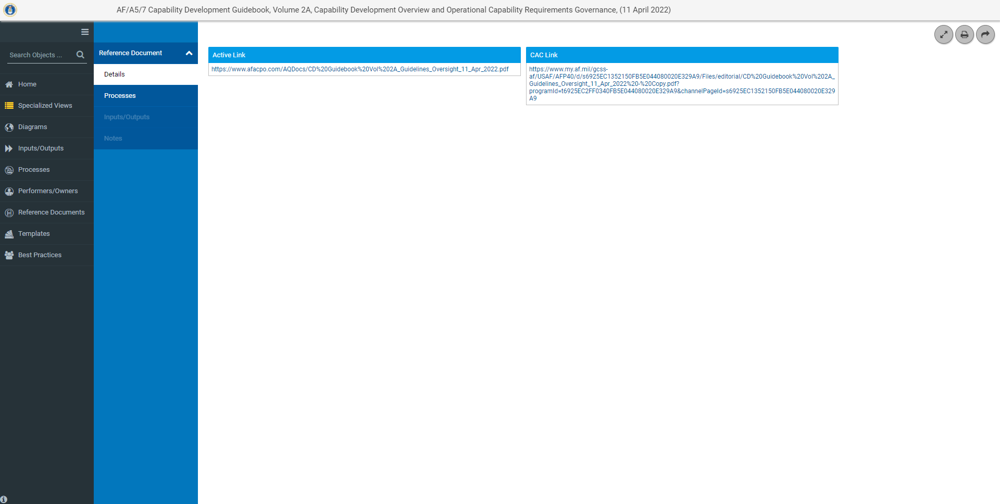 AF/A5/7 Capability Development Guidebook, Volume 2A, Capability Development Overview and Operational Capability Requirements Governance, (11 April 2022)
Search Objects ...
Home
Specialized Views
Diagrams
Inputs/Outputs
Processes
Performers/Owners
Reference Documents
Templates
Best Practices
Reference Document
Details
Processes
Inputs/Outputs
Notes
Active Link
https://www.afacpo.com/AQDocs/CD%20Guidebook%20Vol%202A_Guidelines_Oversight_11_Apr_2022.pdf
CAC Link
https://www.my.af.mil/gcss-
af/USAF/AFP40/d/s6925EC1352150FB5E044080020E329A9/Files/editorial/CD%20Guidebook%20Vol%202A_
Guidelines_Oversight_11_Apr_2022%20-%20Copy.pdf?
programId=t6925EC2FF0340FB5E044080020E329A9&channelPageId=s6925EC1352150FB5E044080020E329
A9